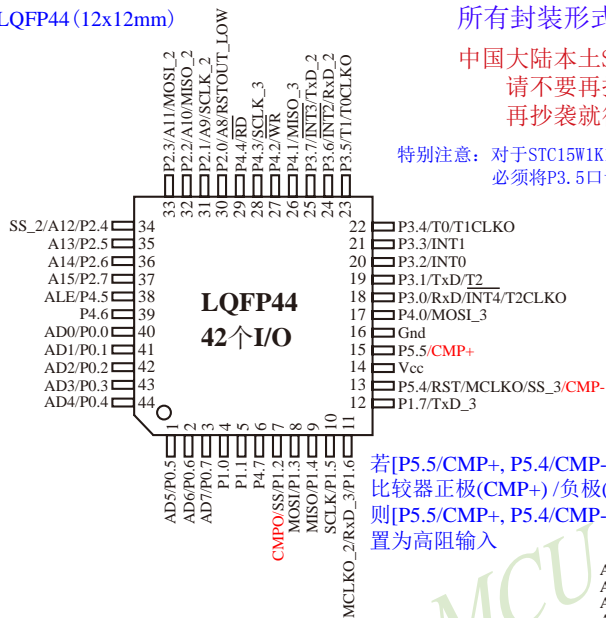 LQFP44(12x12mm)
所有封装形式
中国大陆本土S
请不要再
再抄袭就
特别注意: 对于STC15W1K
必须将P3.5口
P2.3/A11/MOSI_2
P2.2/A10/MISO_2
P2.1/A9/SCLK_2
P2.0/A8/RSTOUT_LOW
P4.4/RD
P4.3/SCLK_3
P4.2/WR
P4.1/MISO_3
P3.7/INT3/TxD_2
P3.6/INT2/RxD_2
P3.5/T1/T0CLKO
33 32 31 30 29 28 27 26 25 24 23
SS_2/A12/P2.4 34
A13/P2.5 35
A14/P2.6 36
A15/P2.7 37
ALE/P4.5 38
P4.6 39
AD0/P0.0 40
AD1/P0.1 41
AD2/P0.2 42
AD3/P0.3 43
AD4/P0.4 44
LQFP44
42个I/O
22 P3.4/T0/T1CLKO
21 P3.3/INT1
20 P3.2/INT0
19 P3.1/TxD/T2
18 P3.0/RxD/INT4/T2CLKO
17 P4.0/MOSI_3
16 Gnd
15 P5.5/CMP+
14 Vcc
13 P5.4/RST/MCLKO/SS_3/CMP-
12 P1.7/TxD_3
1 2 3 4 5 6 7 8 9 10 11
AD5/P0.5
AD6/P0.6
AD7/P0.7
P1.0
P1.1
P4.7
CMPO/SS/P1.2
MOSI/P1.3
MISO/P1.4
SCLK/P1.5
MCLKO_2/RxD_3/P1.6
若[P5.5/CMP+, P5.4/CMP-
比较器正极(CMP+) /负极(
则[P5.5/CMP+, P5.4/CMP-
置为高阻输入
MCU